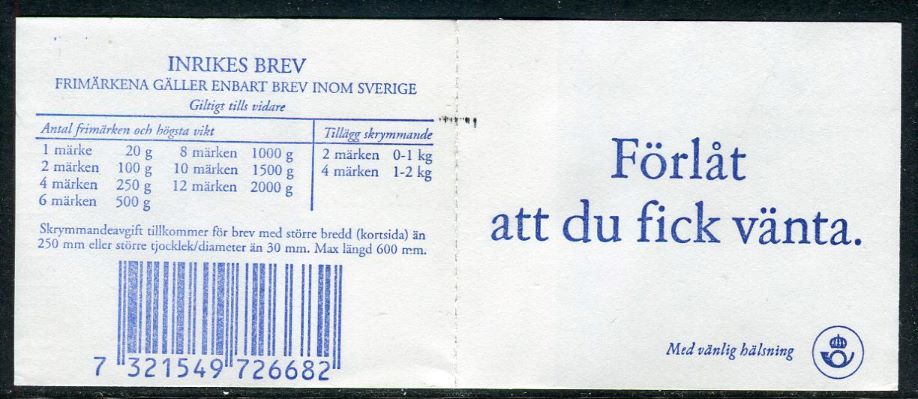 INRIKES BREV
FRIMÄRKENA GÄLLER ENBART BREV INOM SVERIGE
Giltigt tills vidare
Antal frimärken och högsta vikt Tillägg skrymmande
1 märke 20 g 8 märken 1000 g 2 märken 0-1 kg
2 märken 100 g 10 märken 1500 g 4 märken 1-2 kg
4 märken 250 g 12 märken 2000 g
6 märken 500 g
Skrymmandeavgift tillkommer för brev med större bredd (kortsida) än
250 mm eller större tjocklek/diameter än 30 mm. Max längd 600 mm.
7 321549 726682
Förlåt
att du fick vänta.
Med vänlig hälsning